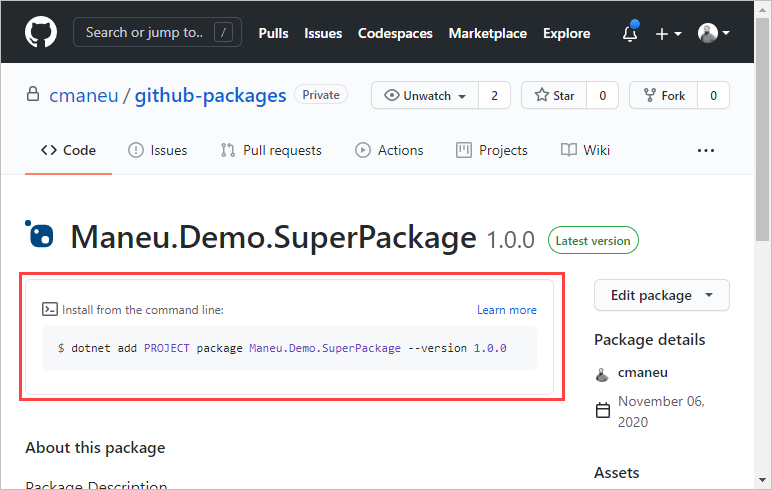 Search or jump to.. /
Pulls Issues Codespaces Marketplace Explore
cmaneu / github-packages Private
Unwatch 2 Star 0 Fork 0
Code Issues Pull requests Actions Projects Wiki ...
Maneu.Demo.SuperPackage 1.0.0 Latest version
Install from the command line: Learn more
$ dotnet add PROJECT package Maneu.Demo.SuperPackage --version 1.0.0
Edit package
Package details
cmaneu
November 06,
2020
About this package
Package Description
Assets